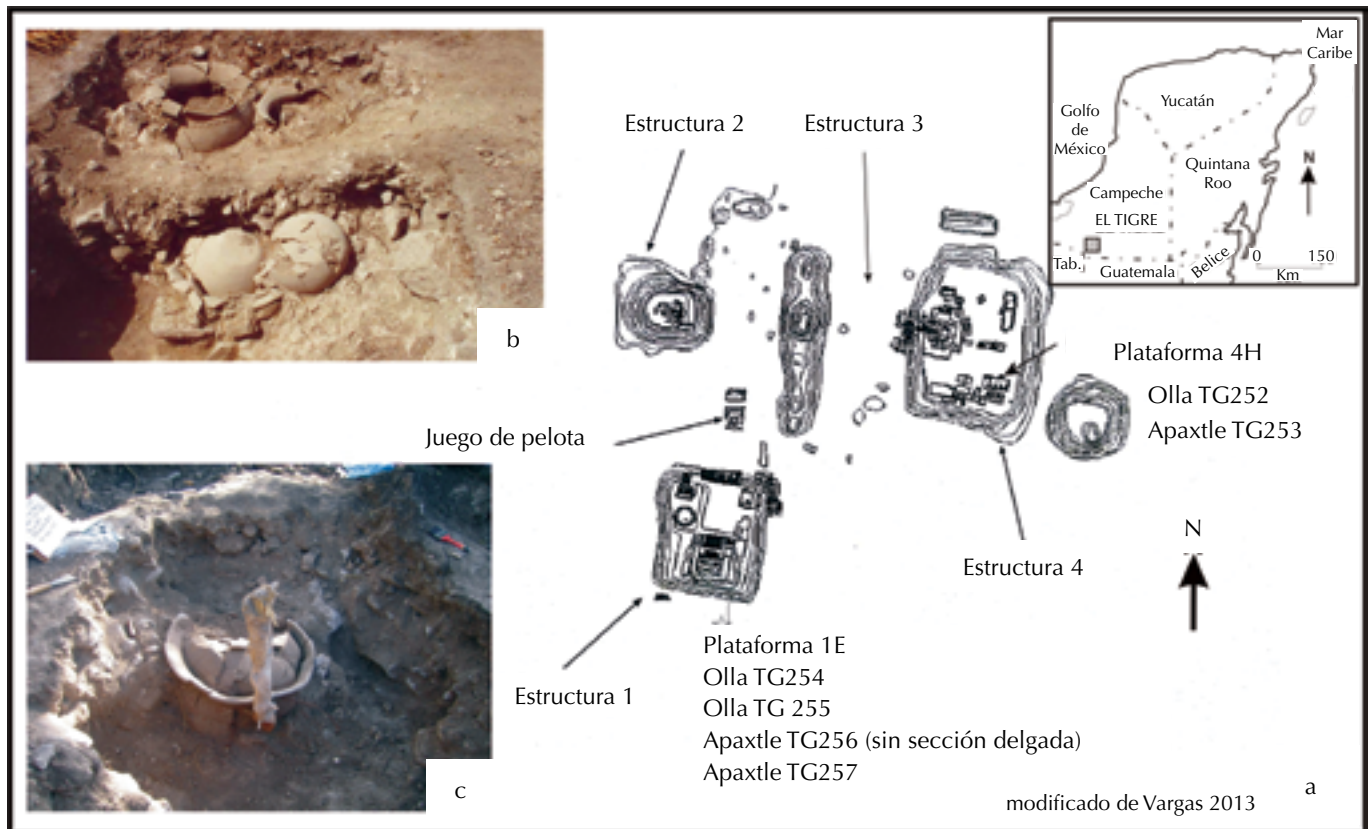 b
Estructura 2
Estructura 3
Mar
Caribe
Golfo
de
México
Yucatán
Quintana
Roo
N
Campeche
EL TIGRE
Tab.
Guatemala
Belice
0 150
Km
Plataforma 4H
Olla TG252
Apaxtle TG253
Juego de pelota
N
Estructura 4
Estructura 1
Plataforma 1E
Olla TG254
Olla TG 255
Apaxtle TG256 (sin sección delgada)
Apaxtle TG257
c
modificado de Vargas 2013
a